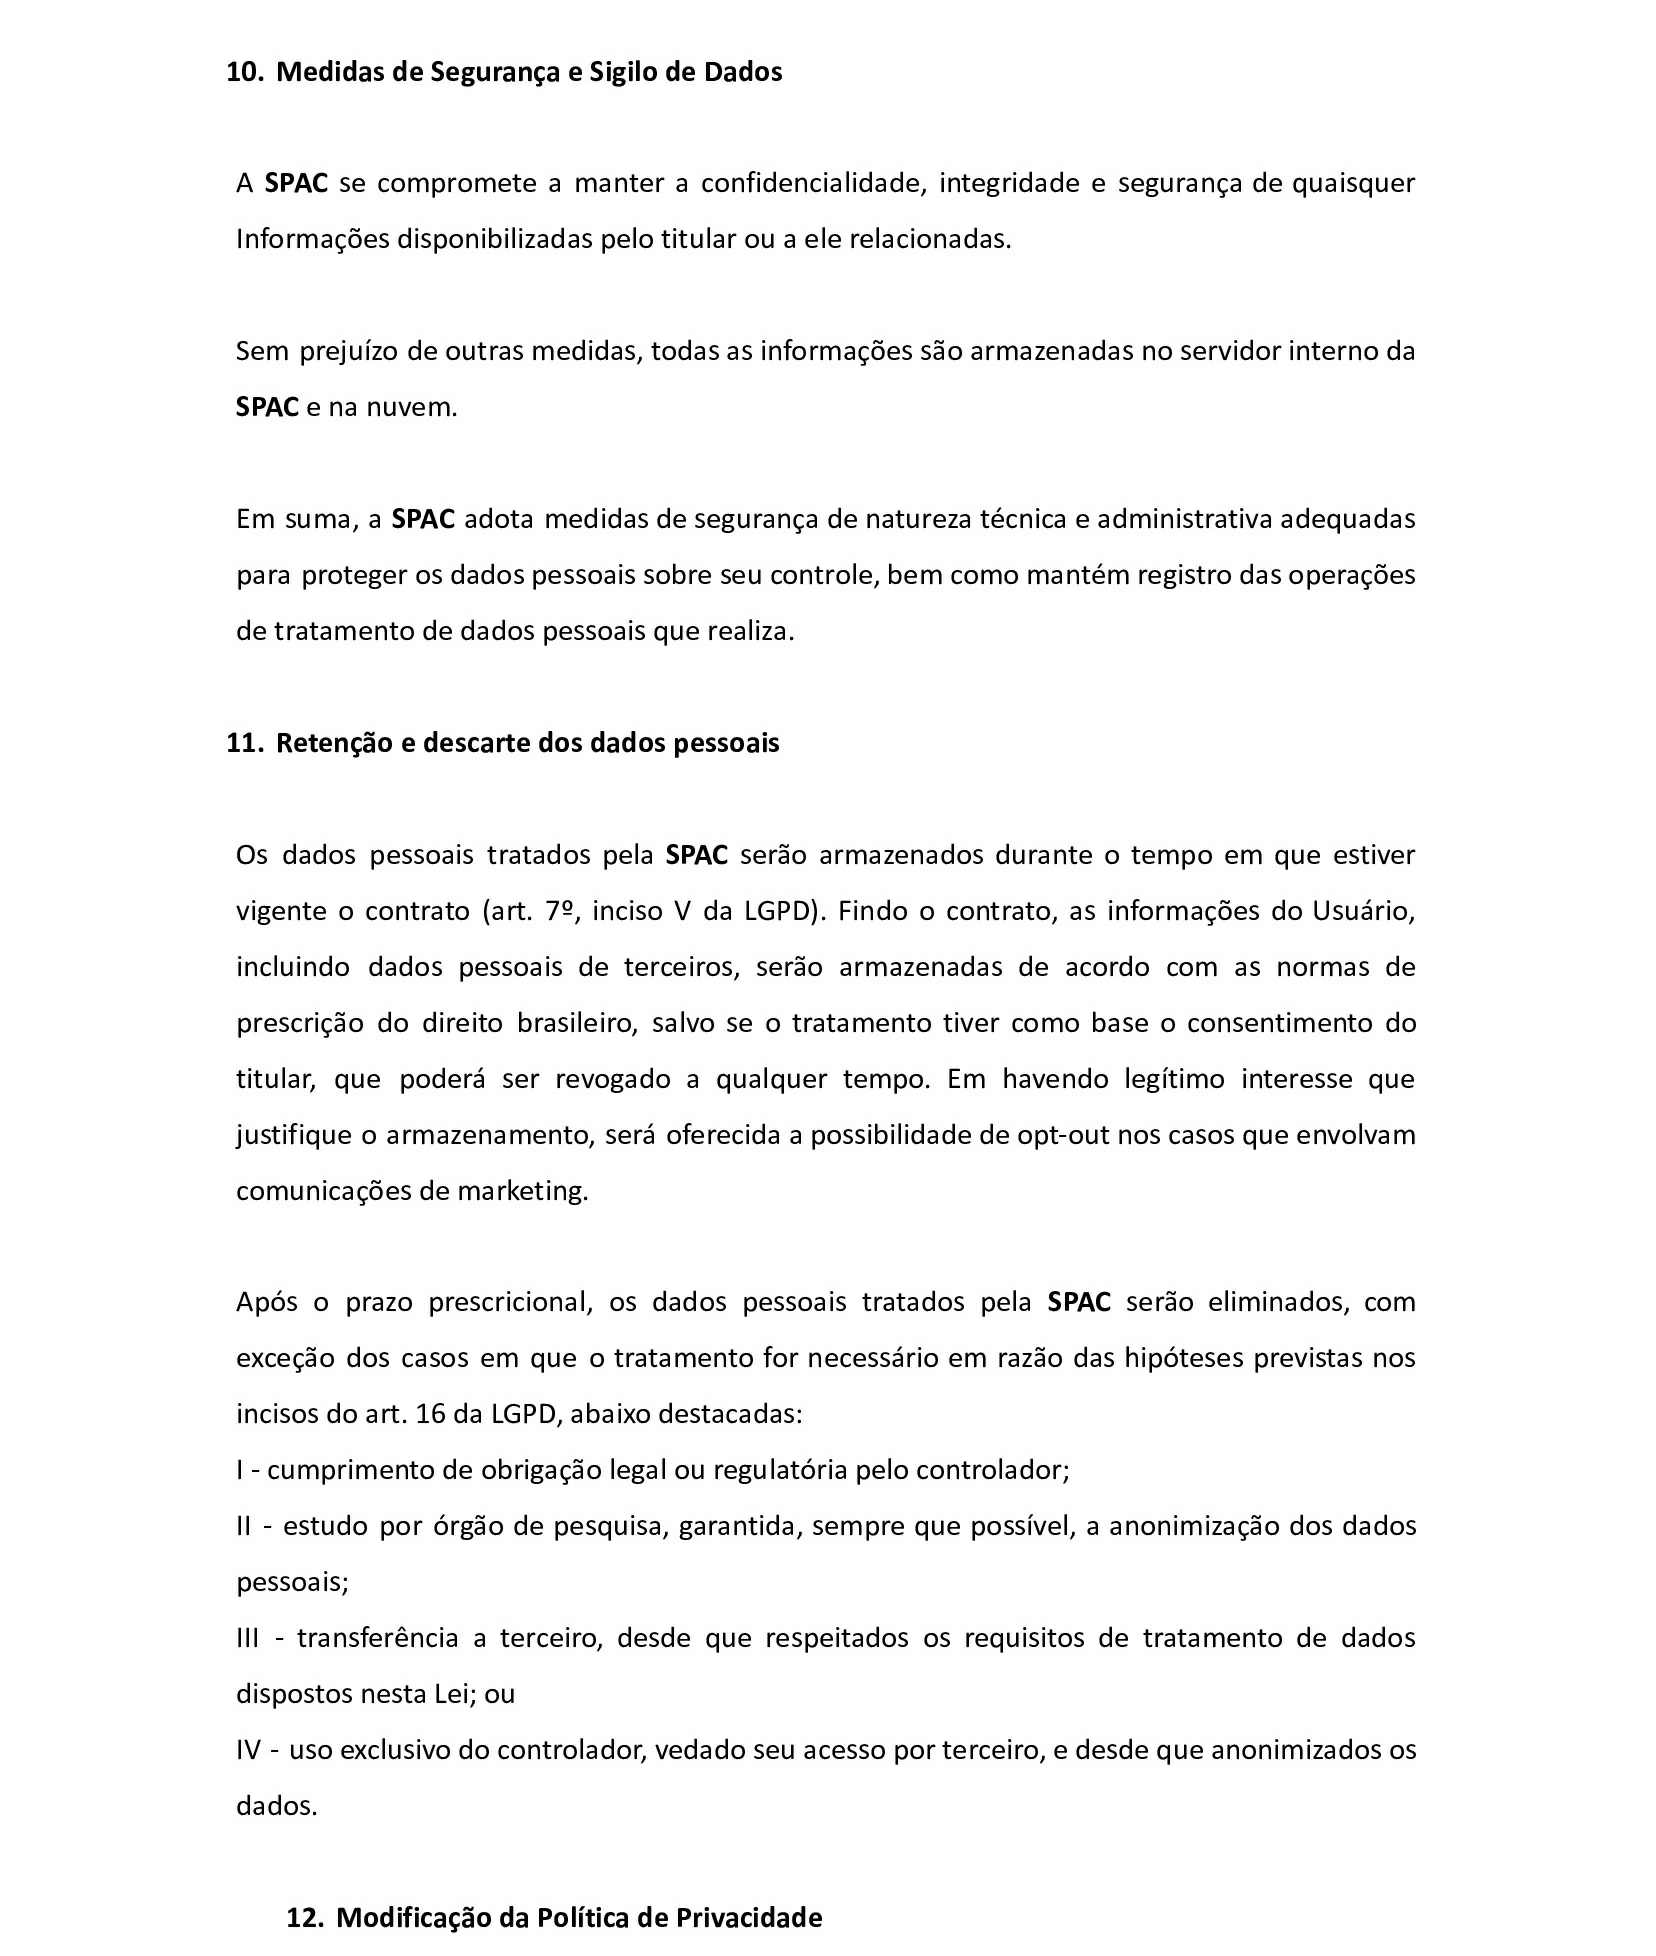 10. Medidas de Segurança e Sigilo de Dados
A SPAC se compromete a manter a confidencialidade, integridade e segurança de quaisquer
Informações disponibilizadas pelo titular ou a ele relacionadas.
Sem prejuízo de outras medidas, todas as informações são armazenadas no servidor interno da
SPAC e na nuvem.
Em suma, a SPAC adota medidas de segurança de natureza técnica e administrativa adequadas
para proteger os dados pessoais sobre seu controle, bem como mantém registro das operações
de tratamento de dados pessoais que realiza.
11. Retenção e descarte dos dados pessoais
Os dados pessoais tratados pela SPAC serão armazenados durante o tempo em que estiver
vigente o contrato (art. 7º, inciso V da LGPD). Findo o contrato, as informações do Usuário,
incluindo dados pessoais de terceiros, serão armazenadas de acordo com as normas de
prescrição do direito brasileiro, salvo se o tratamento tiver como base o consentimento do
titular, que poderá ser revogado a qualquer tempo. Em havendo legítimo interesse que
justifique o armazenamento, será oferecida a possibilidade de opt-out nos casos que envolvam
comunicações de marketing.
Após o prazo prescricional, os dados pessoais tratados pela SPAC serão eliminados, com
exceção dos casos em que o tratamento for necessário em razão das hipóteses previstas nos
incisos do art. 16 da LGPD, abaixo destacadas:
I - cumprimento de obrigação legal ou regulatória pelo controlador;
II - estudo por órgão de pesquisa, garantida, sempre que possível, a anonimização dos dados
pessoais;
III - transferência a terceiro, desde que respeitados os requisitos de tratamento de dados
dispostos nesta Lei; ou
IV - uso exclusivo do controlador, vedado seu acesso por terceiro, e desde que anonimizados os
dados.
12. Modificação da Política de Privacidade